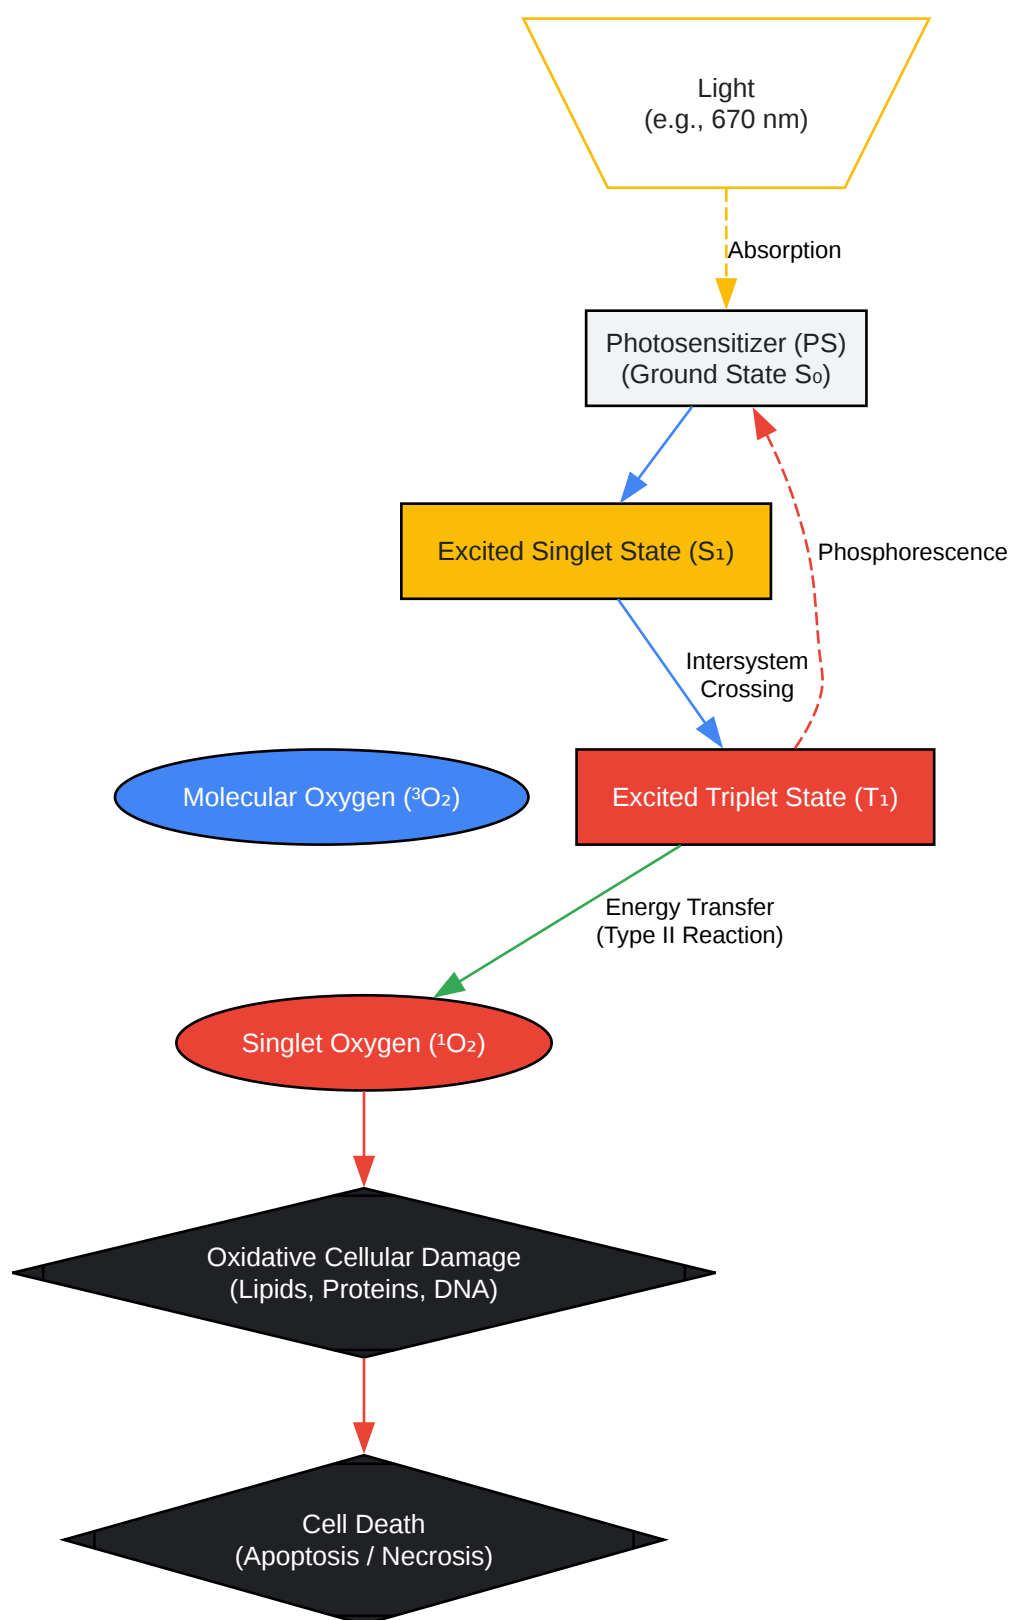 Light
(e.g., 670 nm)
Absorption
Photosensitizer (PS)
(Ground State S₀)
Excited Singlet State (S₁)
Phosphorescence
Intersystem
Crossing
Molecular Oxygen (³O₂)
Excited Triplet State (T₁)
Energy Transfer
(Type II Reaction)
Singlet Oxygen (¹O₂)
Oxidative Cellular Damage
(Lipids, Proteins, DNA)
Cell Death
(Apoptosis / Necrosis)